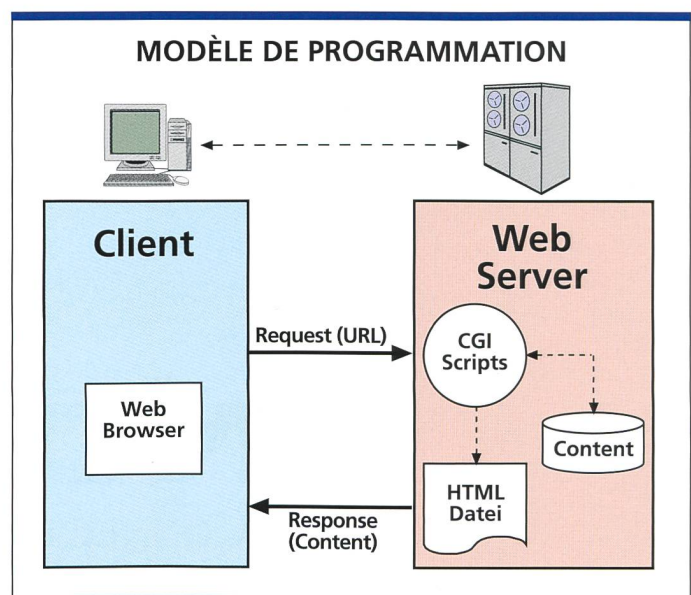 MODÈLE DE PROGRAMMATION
Client
Web
Server
Request (URL)
CGI
Scripts
Web
Browser
Content
HTML
Datei
Response
(Content)